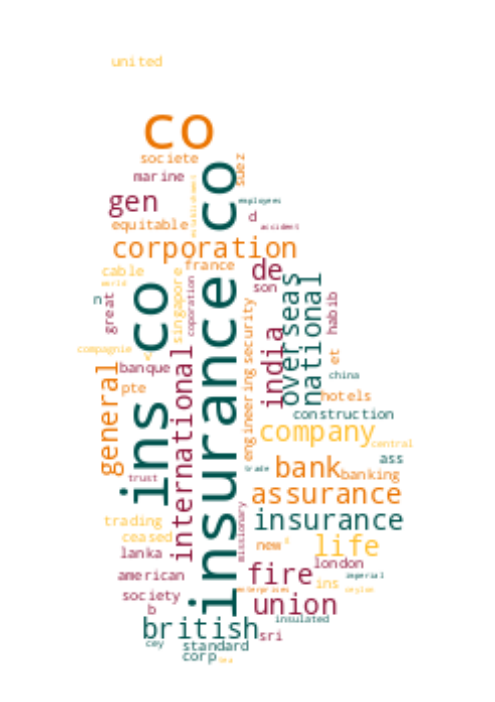 united
co
societe
suez
marine
establishment
gen
employees
d
equitable
accident
corporation
insurance co
cable
france
de
world
singapore
coporation
son
overseas
national
n
great
ins co
habib
india
engineering
security
compagnie
v
international
et
banque
china
general
pte
hotels
construction
company
central
bank
trade
ass
trust
banking
assurance
trading
missionary
insurance
ceased
new
life
lanka
london
american
fire
imperial
ins
enterprises
ceylon
society
union
b
insulated
british
sri
cey
standard
corp
tea